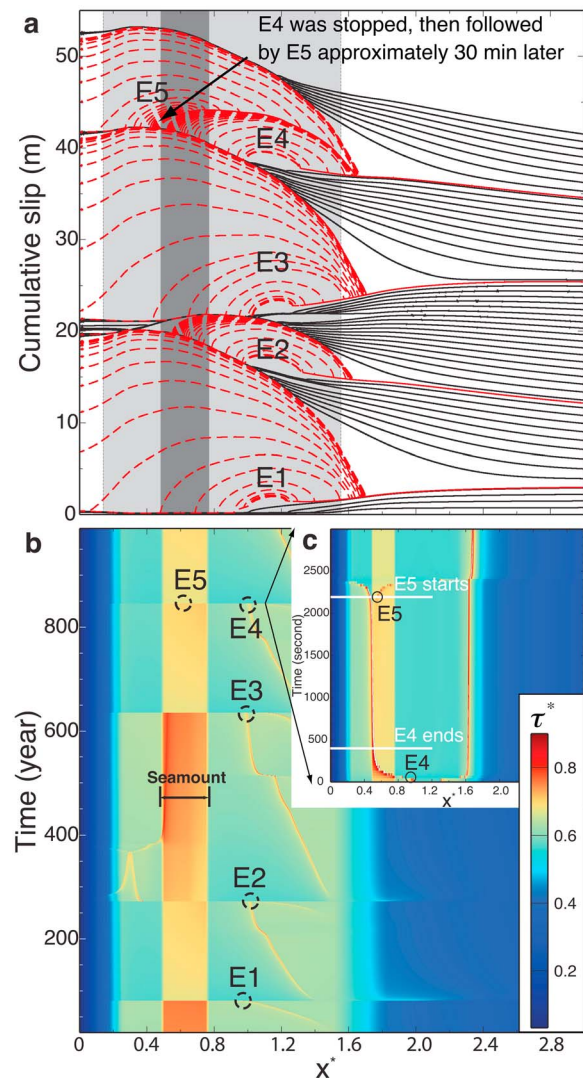 a
E4 was stopped, then followed
by E5 approximately 30 min later
50
40
30
20
10
0
Cumulative slip (m)
E5
E4
E3
E2
E1
b
E5
E4
E3
Seamount
E2
E1
800
600
400
200
Time (year)
0
0.4
0.8
1.2
1.6
2.0
2.4
2.8
x*
c
E5 starts
E5
E4 ends
E4
2500
2000
1500
1000
500
0
Time (second)
0
0.4
0.8
1.2
1.6
2.0
x*
τ*
0.8
0.6
0.4
0.2